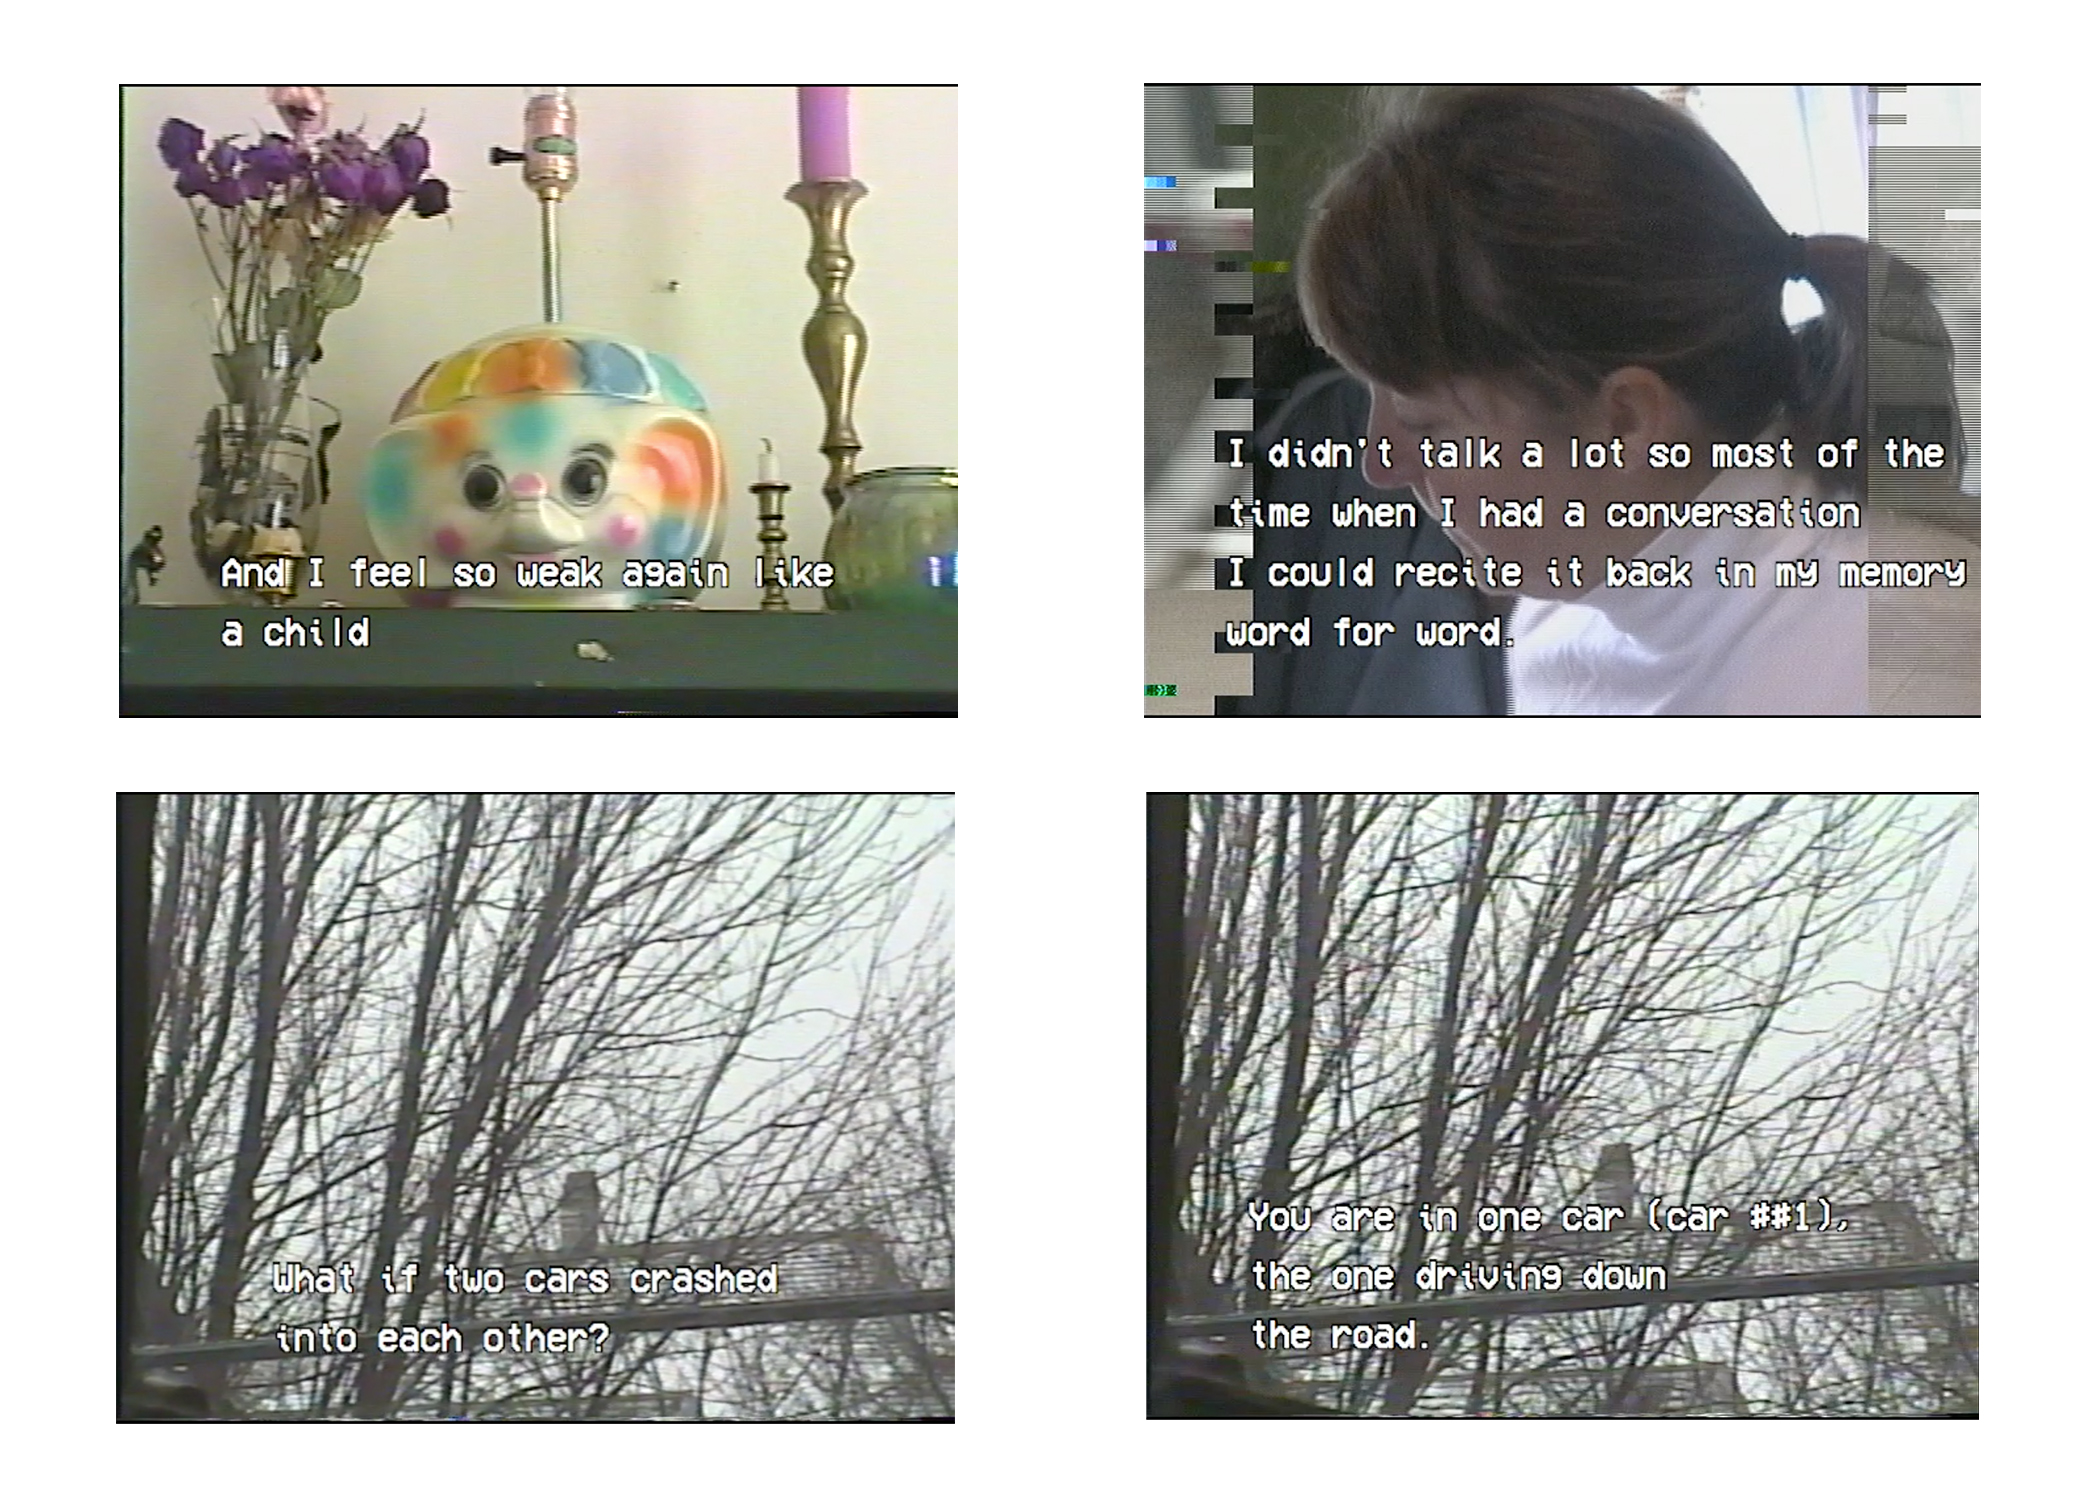 And I feel so weak again like
a child
I didn't talk a lot so most of the
time when I had a conversation
I could recite it back in my memory
word for word.
What if two cars crashed
into each other?
You are in one car (car ##1),
the one driving down
the road.